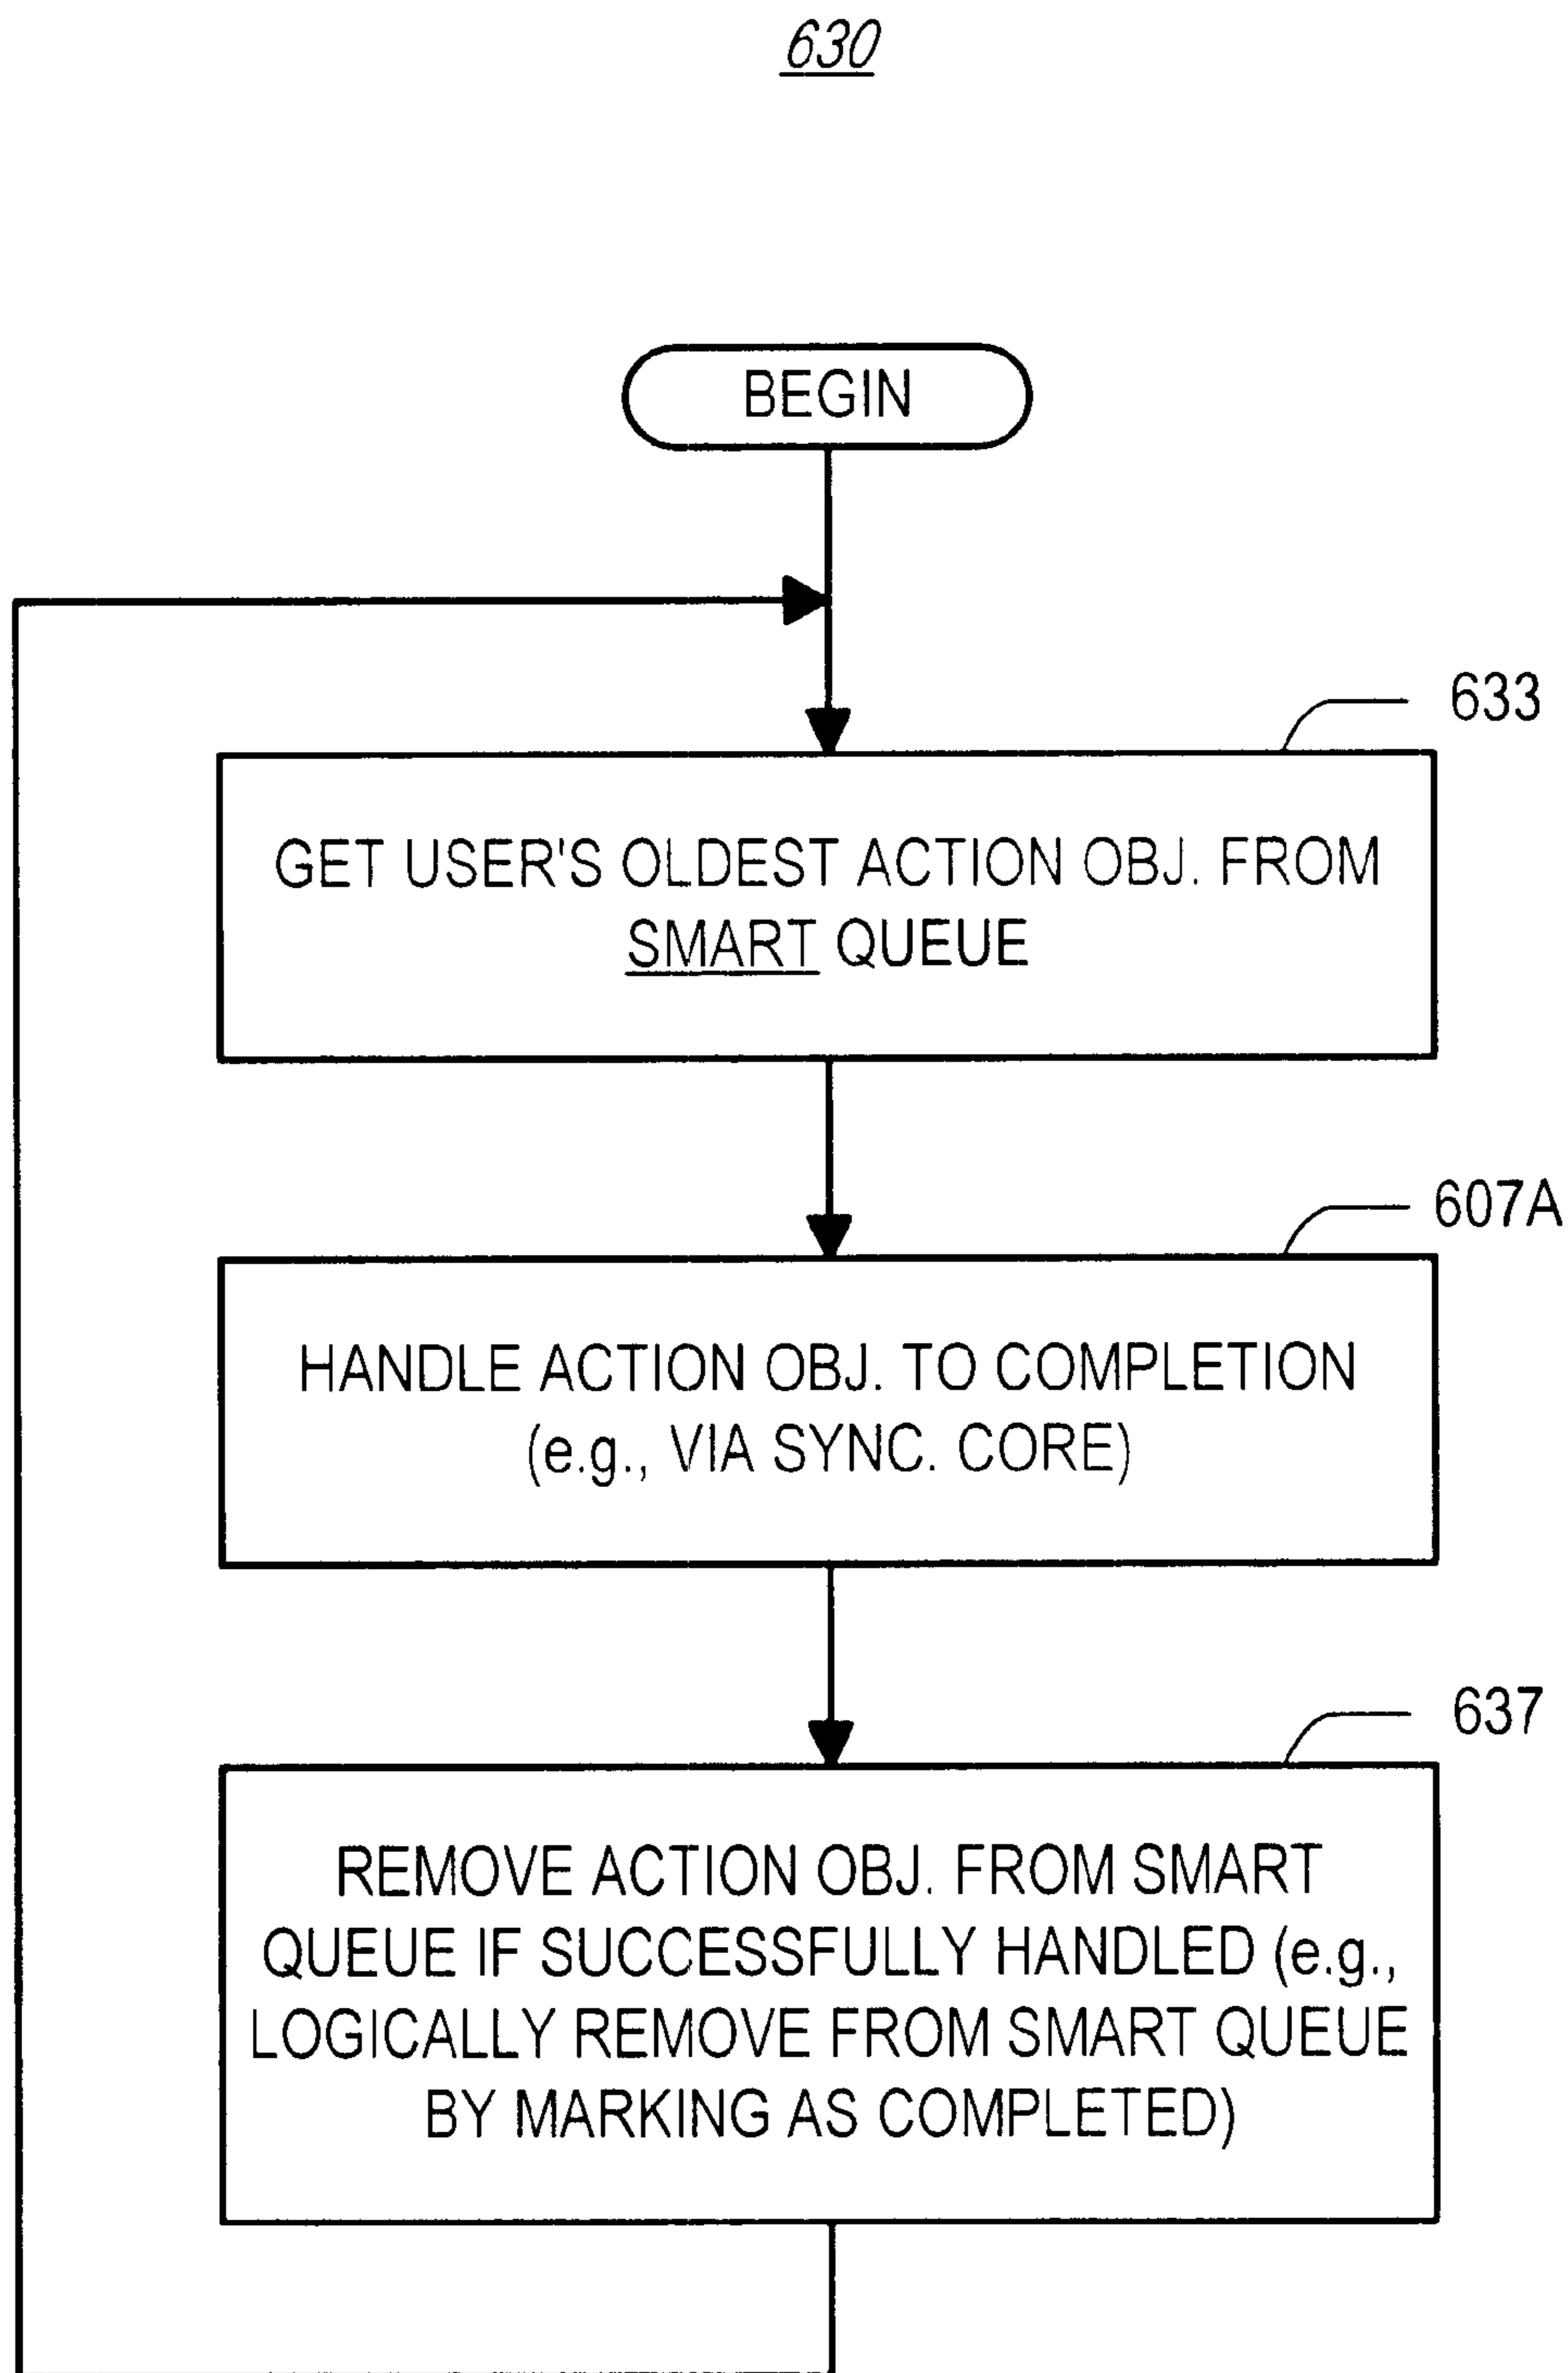 630
BEGIN
633
GET USER'S OLDEST ACTION OBJ. FROM
SMART QUEUE
607A
HANDLE ACTION OBJ. TO COMPLETION
(e.g., VIA SYNC. CORE)
637
REMOVE ACTION OBJ. FROM SMART
QUEUE IF SUCCESSFULLY HANDLED (e.g.,
LOGICALLY REMOVE FROM SMART QUEUE
BY MARKING AS COMPLETED)